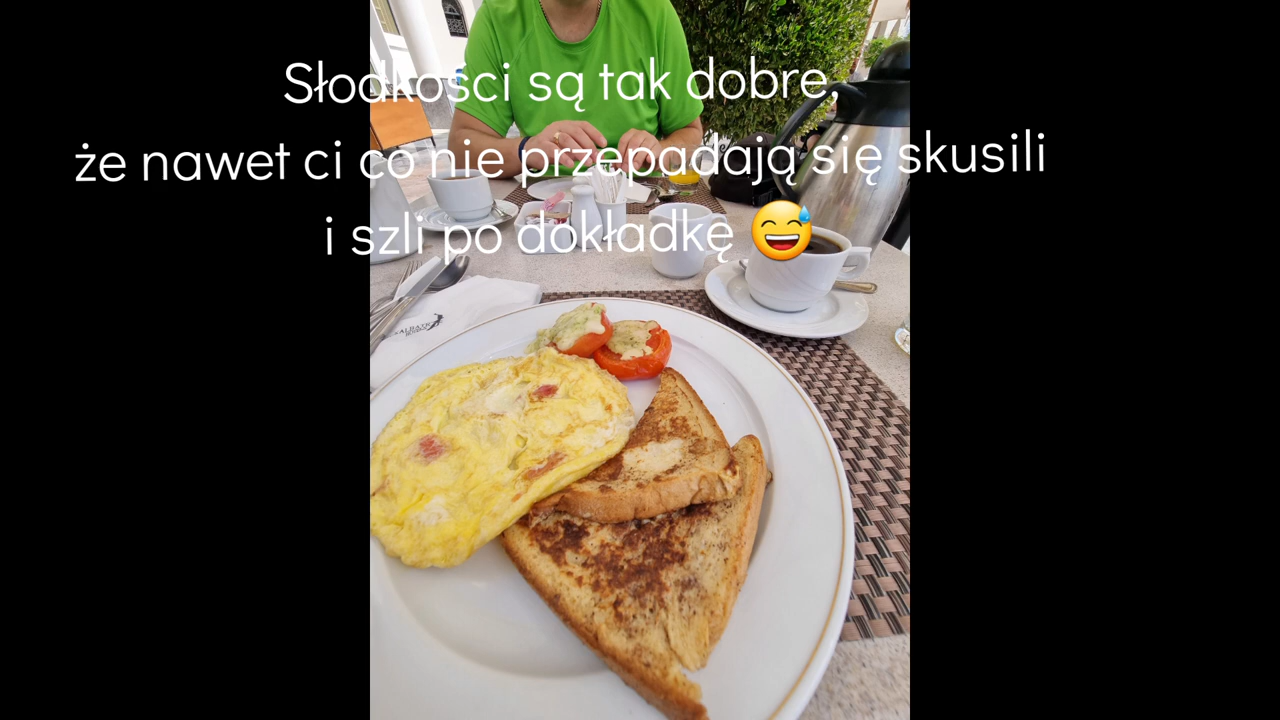 Słodkości są tak dobre,
że nawet ci co nie przepadają się skusili
i szli po dokładkę 😅